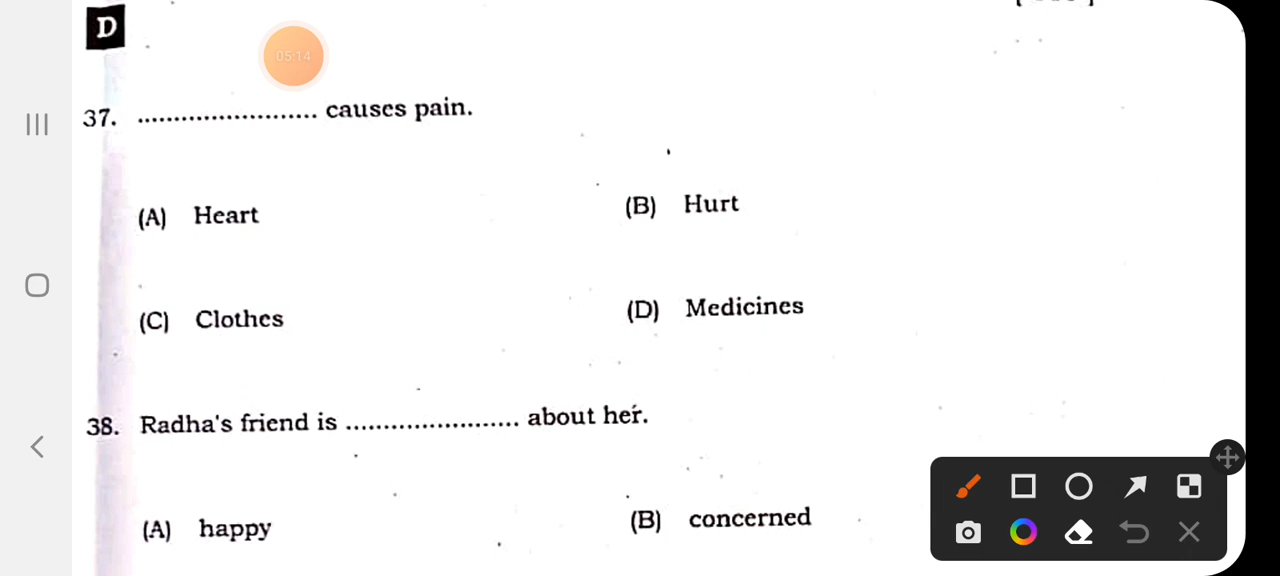 D
05:14
37. ......................... causes pain.
(A) Heart (B) Hurt
(C) Clothes (D) Medicines
38. Radha's friend is ....................... about her.
(A) happy (B) concerned